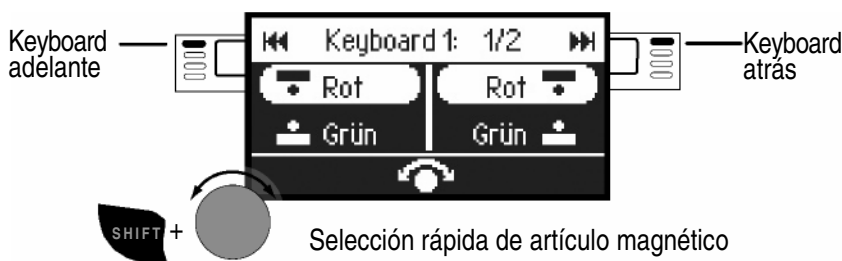 Keyboard adelante
Keyboard 1: 1/2
Keyboard atrás
Rot Rot
Grün Grün
SHIFT +
Selección rápida de artículo magnético